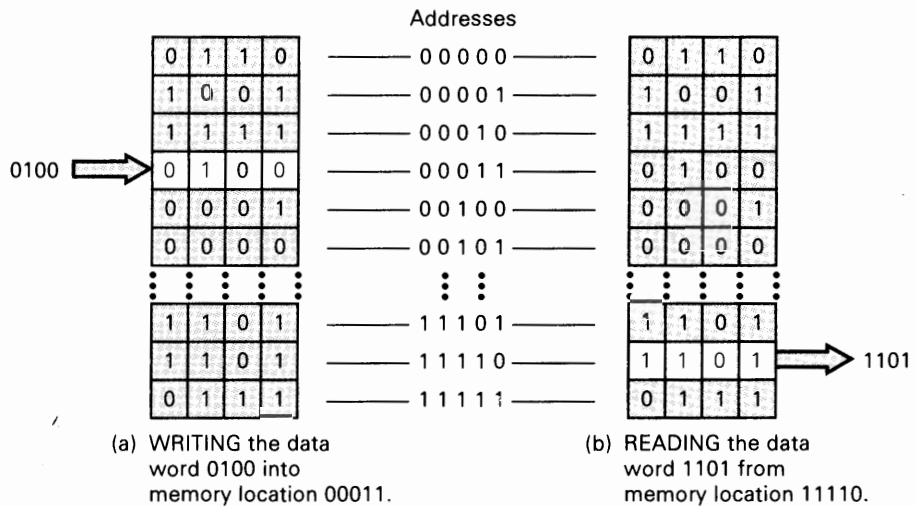 Addresses
0 1 1 0 00000 0 1 1 0
1 0 0 1 00001 1 0 0 1
1 1 1 1 00010 1 1 1 1
0100 0 1 0 0 00011 0 1 0 0
0 0 0 1 00100 0 0 0 1
0 0 0 0 00101 0 0 0 0
1 1 0 1 11101 1 1 0 1
1 1 0 1 11110 1 1 0 1 1101
0 1 1 1 11111 0 1 1 1
(a) WRITING the data
word 0100 into
memory location 00011.
(b) READING the data
word 1101 from
memory location 11110.